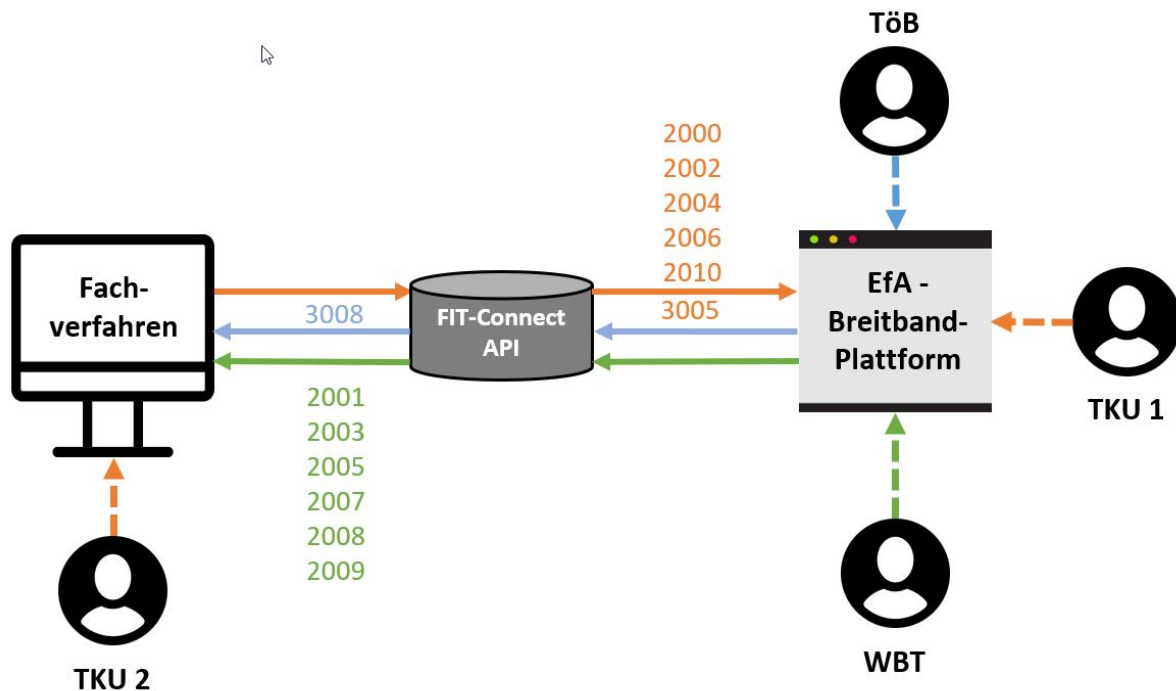 TöB
2000
2002
2004
2006
2010
3005
Fach-
verfahren
3008
FIT-Connect
API
EfA -
Breitband-
Plattform
TKU 1
2001
2003
2005
2007
2008
2009
TKU 2
WBT